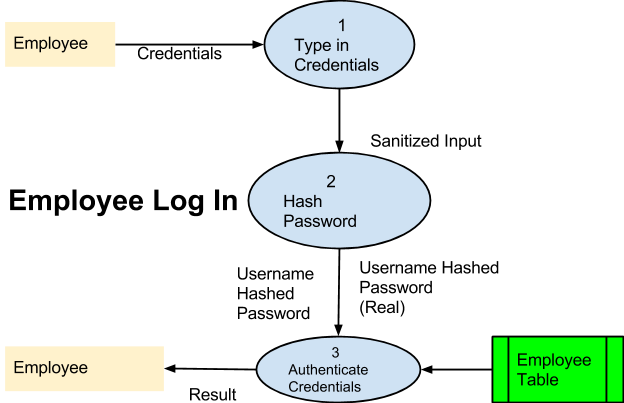 Employee
Credentials
1
Type in
Credentials
Sanitized Input
Employee Log In
2
Hash
Password
Username
Hashed
Password
Username Hashed
Password
(Real)
Employee
Result
3
Authenticate
Credentials
Employee
Table